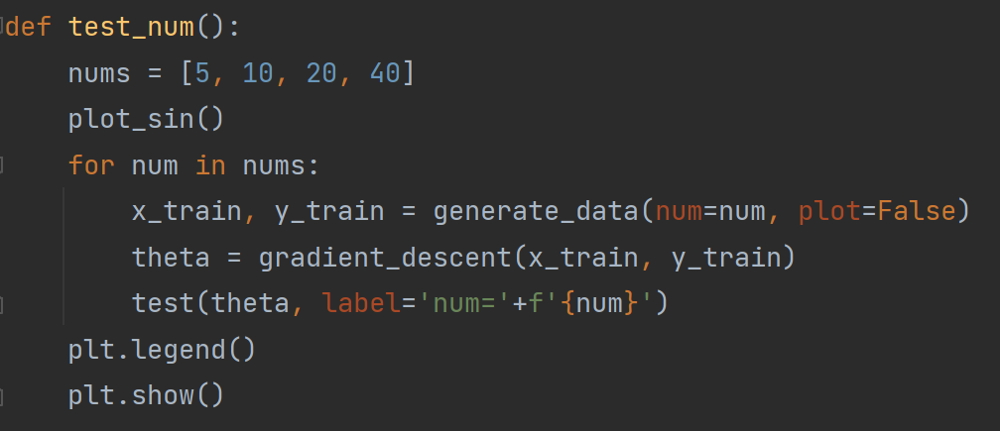 def test_num():
    nums = [5, 10, 20, 40]
    plot_sin()
    for num in nums:
        x_train, y_train = generate_data(num=num, plot=False)
        theta = gradient_descent(x_train, y_train)
        test(theta, label='num='+f'{num}')
    plt.legend()
    plt.show()